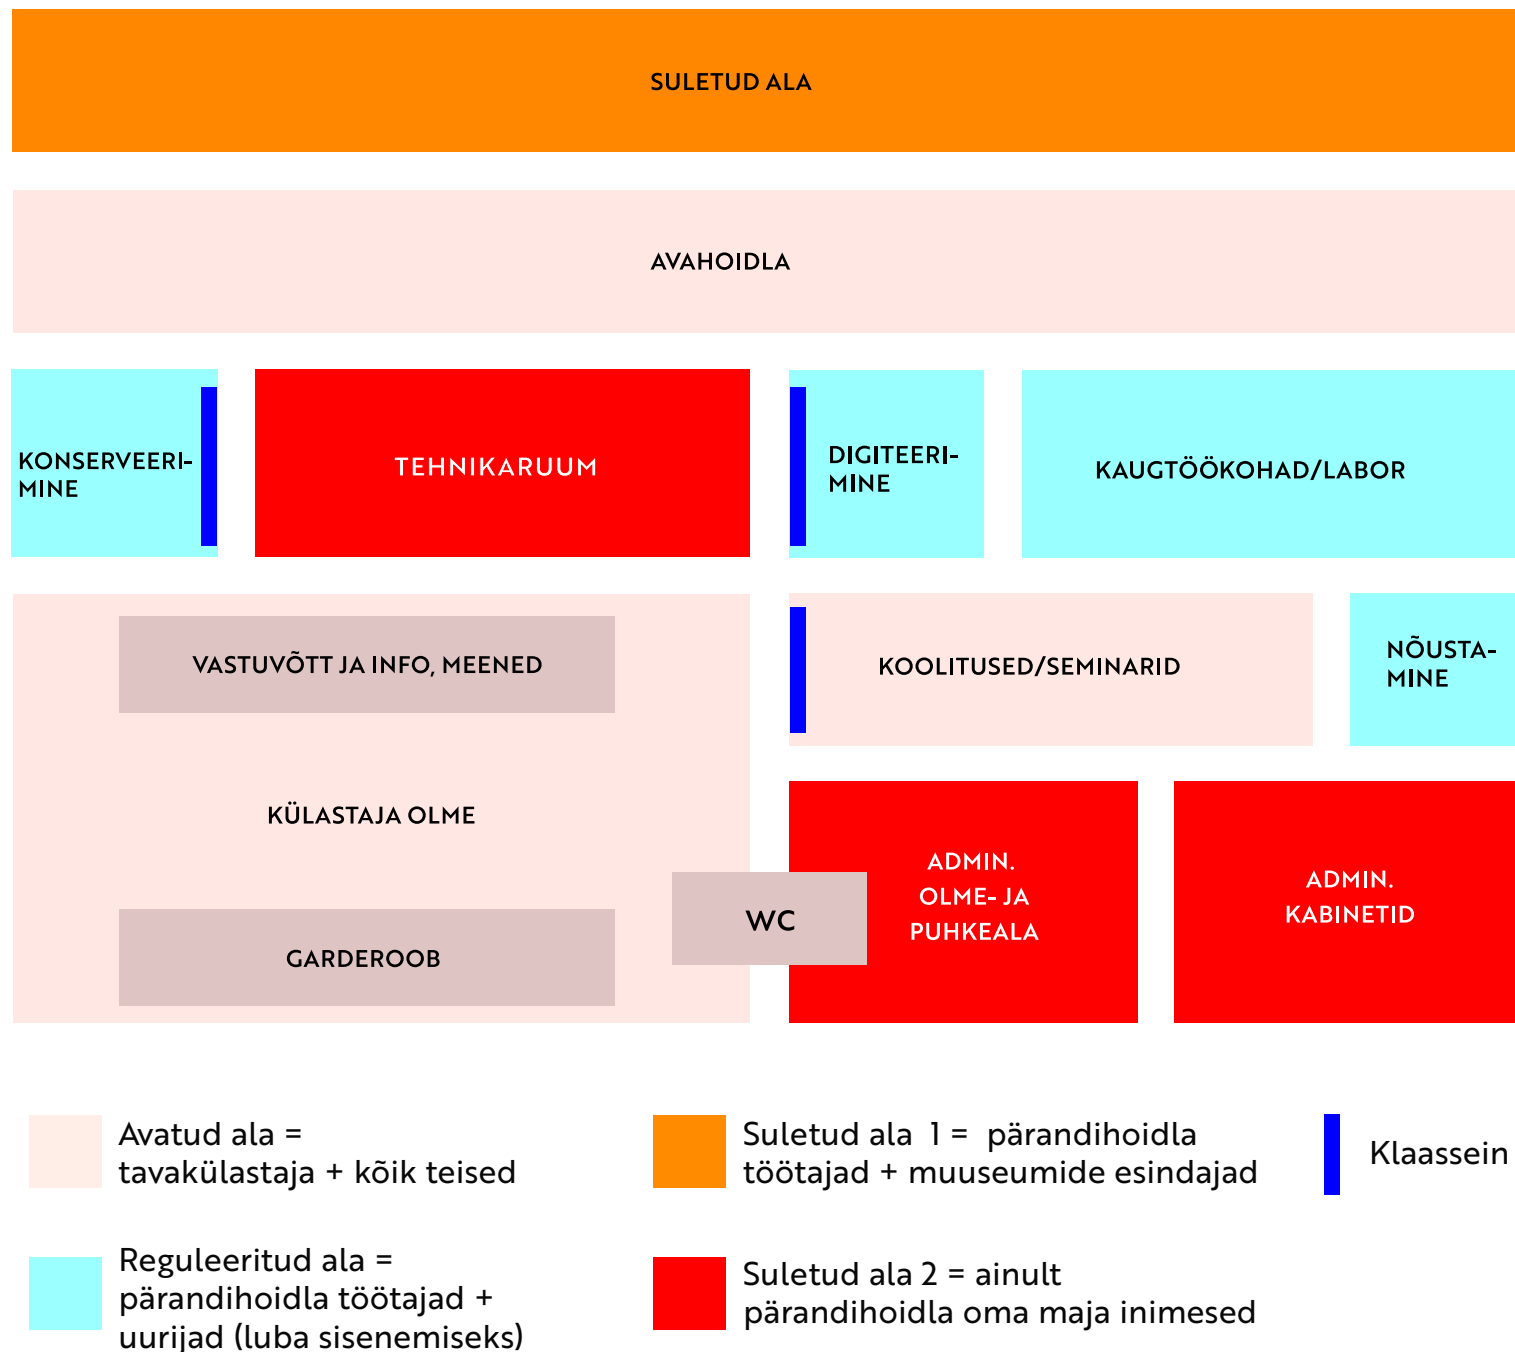 SULETUD ALA
AVAHOIDLA
KONSERVEERI-
MINE
TEHNIKARUUM
DIGITEERI-
MINE
KAUGTÖÖKOHAD/LABOR
VASTUVÕTT JA INFO, MEENED
KOOLITUSED/SEMINARID
NÕUSTA-
MINE
KÜLASTAJA OLME
GARDEROOB
WC
ADMIN.
OLME- JA
PUHKEALA
ADMIN.
KABINETID
Avatud ala =
tavakülastaja + kõik teised
Suletud ala 1 = pärandihoidla
töötajad + muuseumide esindajad
Klaassein
Reguleeritud ala =
pärandihoidla töötajad +
uurijad (luba sisenemiseks)
Suletud ala 2 = ainult
pärandihoidla oma maja inimesed